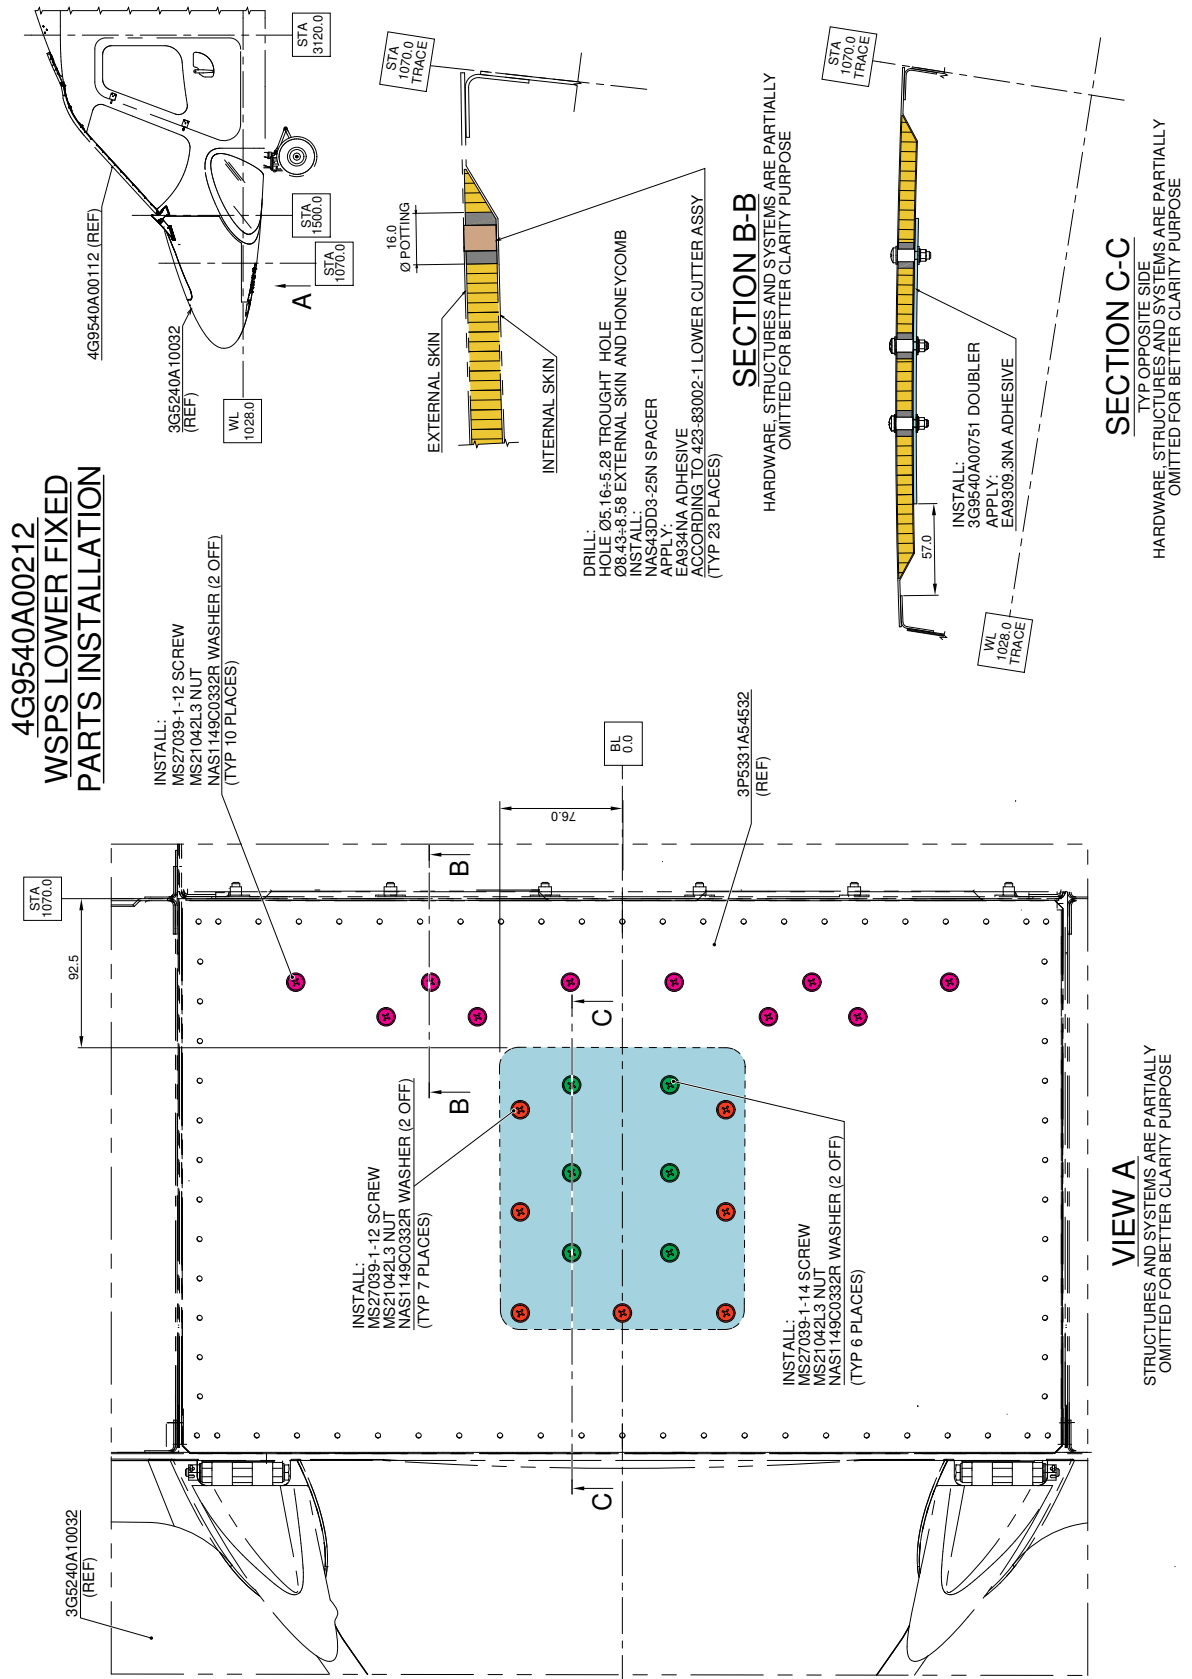 4G9540A00212
WSPS LOWER FIXED
PARTS INSTALLATION
4G9540A00112 (REF)
3G5240A10032
(REF)
STA
3120.0
STA
1500.0
STA
1070.0
WL
1028.0
A
STA
1070.0
TRACE
16.0
Ø POTTING
EXTERNAL SKIN
INTERNAL SKIN
DRILL:
HOLE Ø5.16÷5.28 TROUGHT HOLE
Ø8.43÷8.58 EXTERNAL SKIN AND HONEYCOMB
INSTALL:
NAS43DD3-25N SPACER
APPLY:
EA934NA ADHESIVE
ACCORDING TO 423-83002-1 LOWER CUTTER ASSY
(TYP 23 PLACES)
SECTION B-B
HARDWARE, STRUCTURES AND SYSTEMS ARE PARTIALLY
OMITTED FOR BETTER CLARITY PURPOSE
STA
1070.0
TRACE
WL
1028.0
TRACE
57.0
INSTALL:
3G9540A00751 DOUBLER
APPLY:
EA9309.3NA ADHESIVE
SECTION C-C
TYP OPPOSITE SIDE
HARDWARE, STRUCTURES AND SYSTEMS ARE PARTIALLY
OMITTED FOR BETTER CLARITY PURPOSE
3G5240A10032
(REF)
STA
1070.0
92.5
INSTALL:
MS27039-1-12 SCREW
MS21042L3 NUT
NAS1149C0332R WASHER (2 OFF)
(TYP 10 PLACES)
B
B
76.0
BL
0.0
C
C
3P5331A54532
(REF)
INSTALL:
MS27039-1-12 SCREW
MS21042L3 NUT
NAS1149C0332R WASHER (2 OFF)
(TYP 7 PLACES)
INSTALL:
MS27039-1-14 SCREW
MS21042L3 NUT
NAS1149C0332R WASHER (2 OFF)
(TYP 6 PLACES)
VIEW A
STRUCTURES AND SYSTEMS ARE PARTIALLY
OMITTED FOR BETTER CLARITY PURPOSE